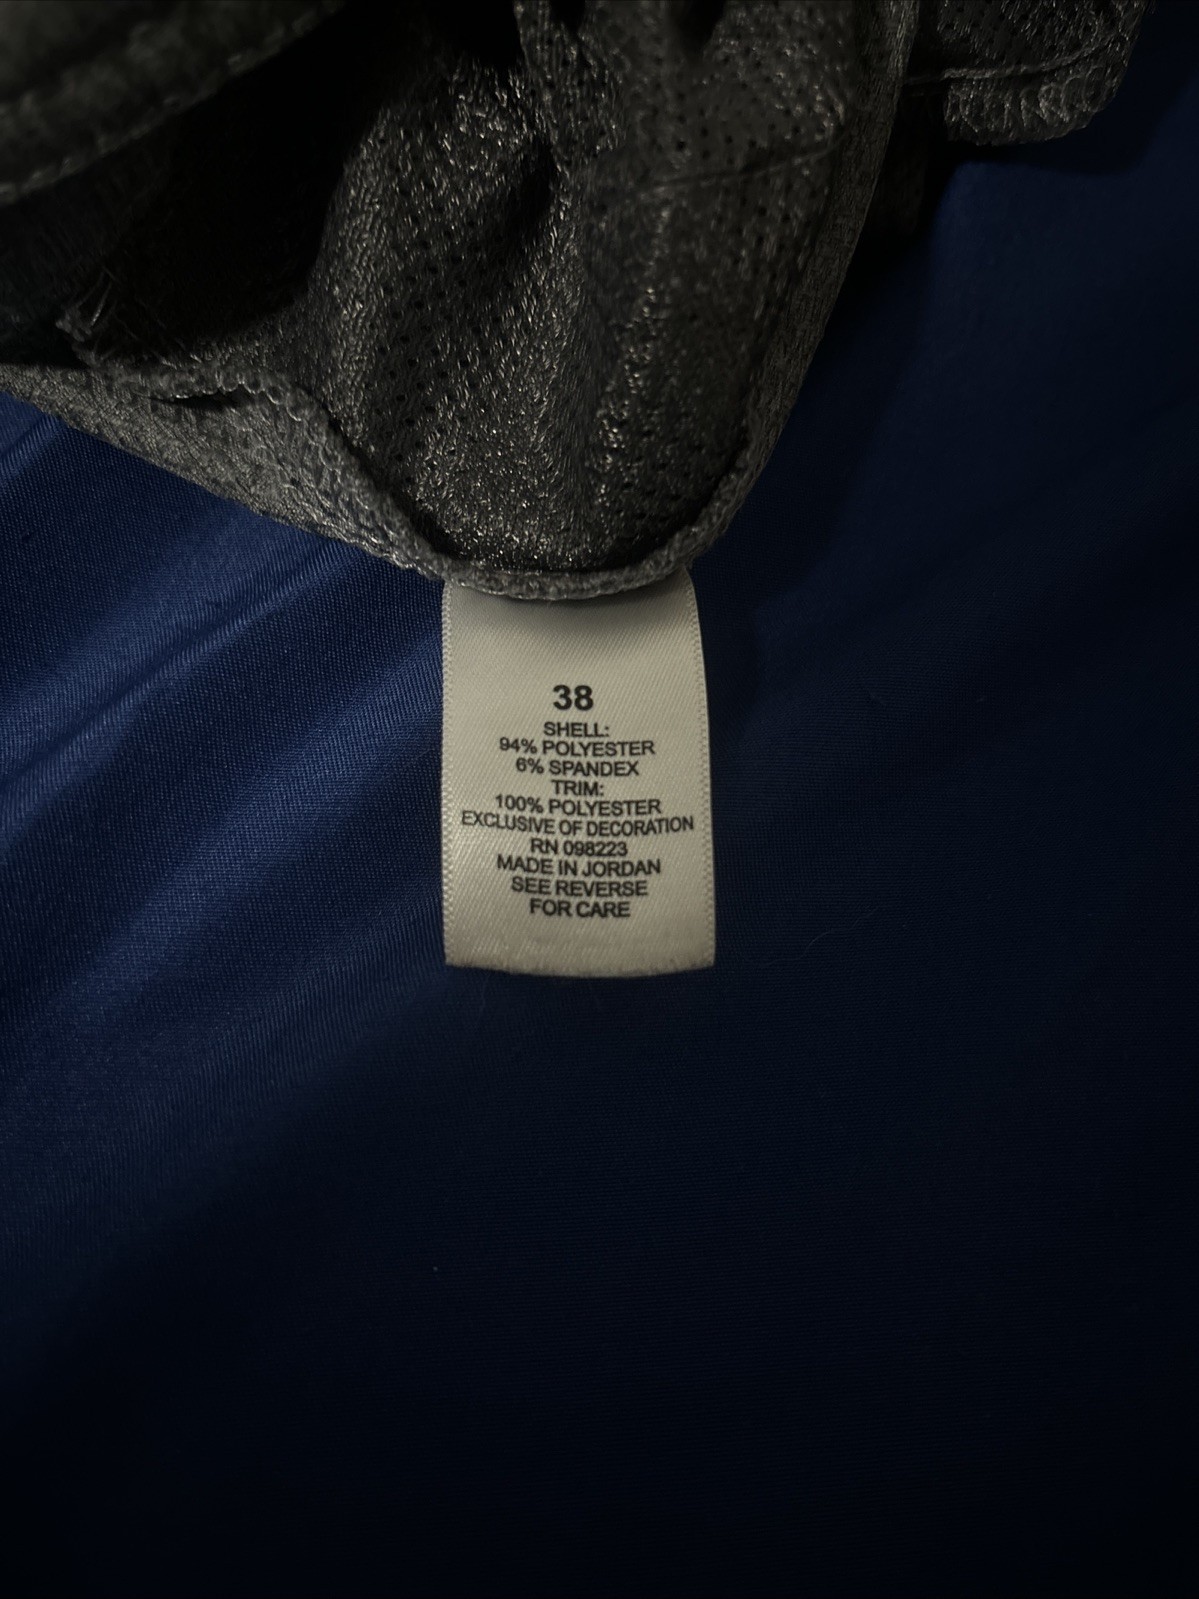 38
SHELL:
94% POLYESTER
6% SPANDEX
TRIM:
100% POLYESTER
EXCLUSIVE OF DECORATION
RN 098223
MADE IN JORDAN
SEE REVERSE
FOR CARE